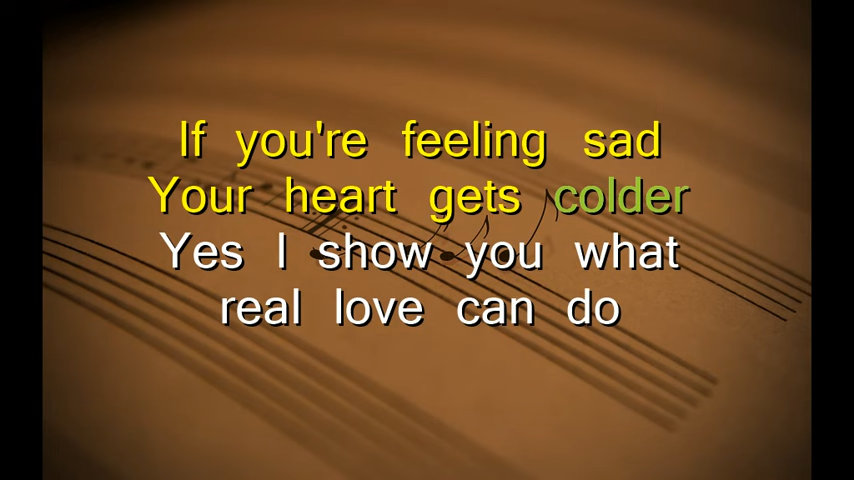 If you're feeling sad
Your heart gets colder
Yes I show you what
real love can do